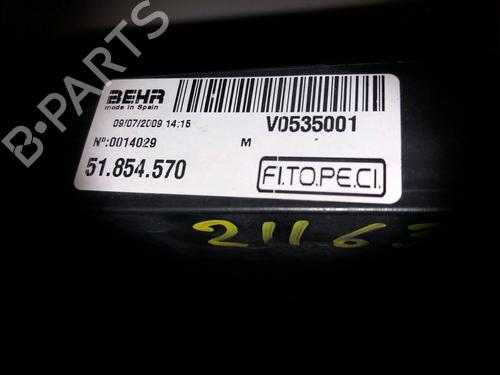 BEHR
made in Spain
09/07/2009 14:15
V0535001
Nº:0014029
M
51.854.570
FI.TO.PE.CI.
21163
B-PARTS